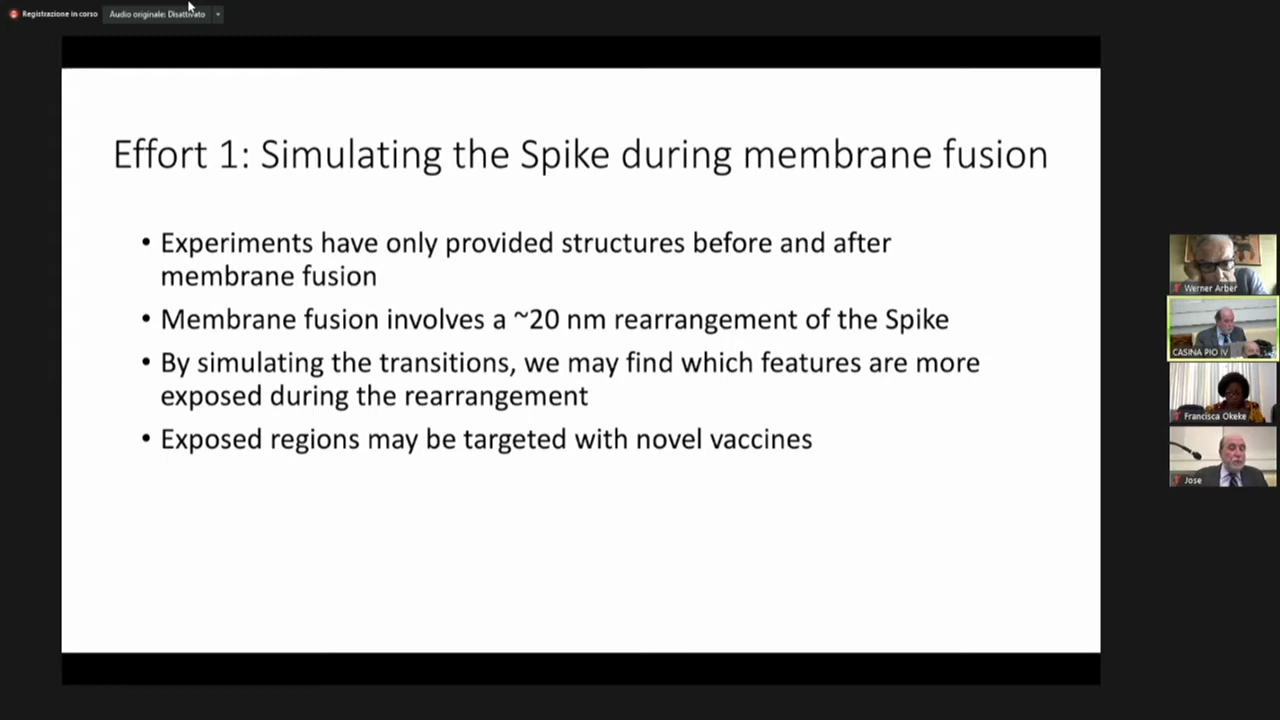 Registrazione in corso
Audio originale: Disattivato
Effort 1: Simulating the Spike during membrane fusion
• Experiments have only provided structures before and after
membrane fusion
• Membrane fusion involves a ~20 nm rearrangement of the Spike
• By simulating the transitions, we may find which features are more
exposed during the rearrangement
• Exposed regions may be targeted with novel vaccines
Werner Arber
CASINA PIO IV
Francisca Okeke
Jose